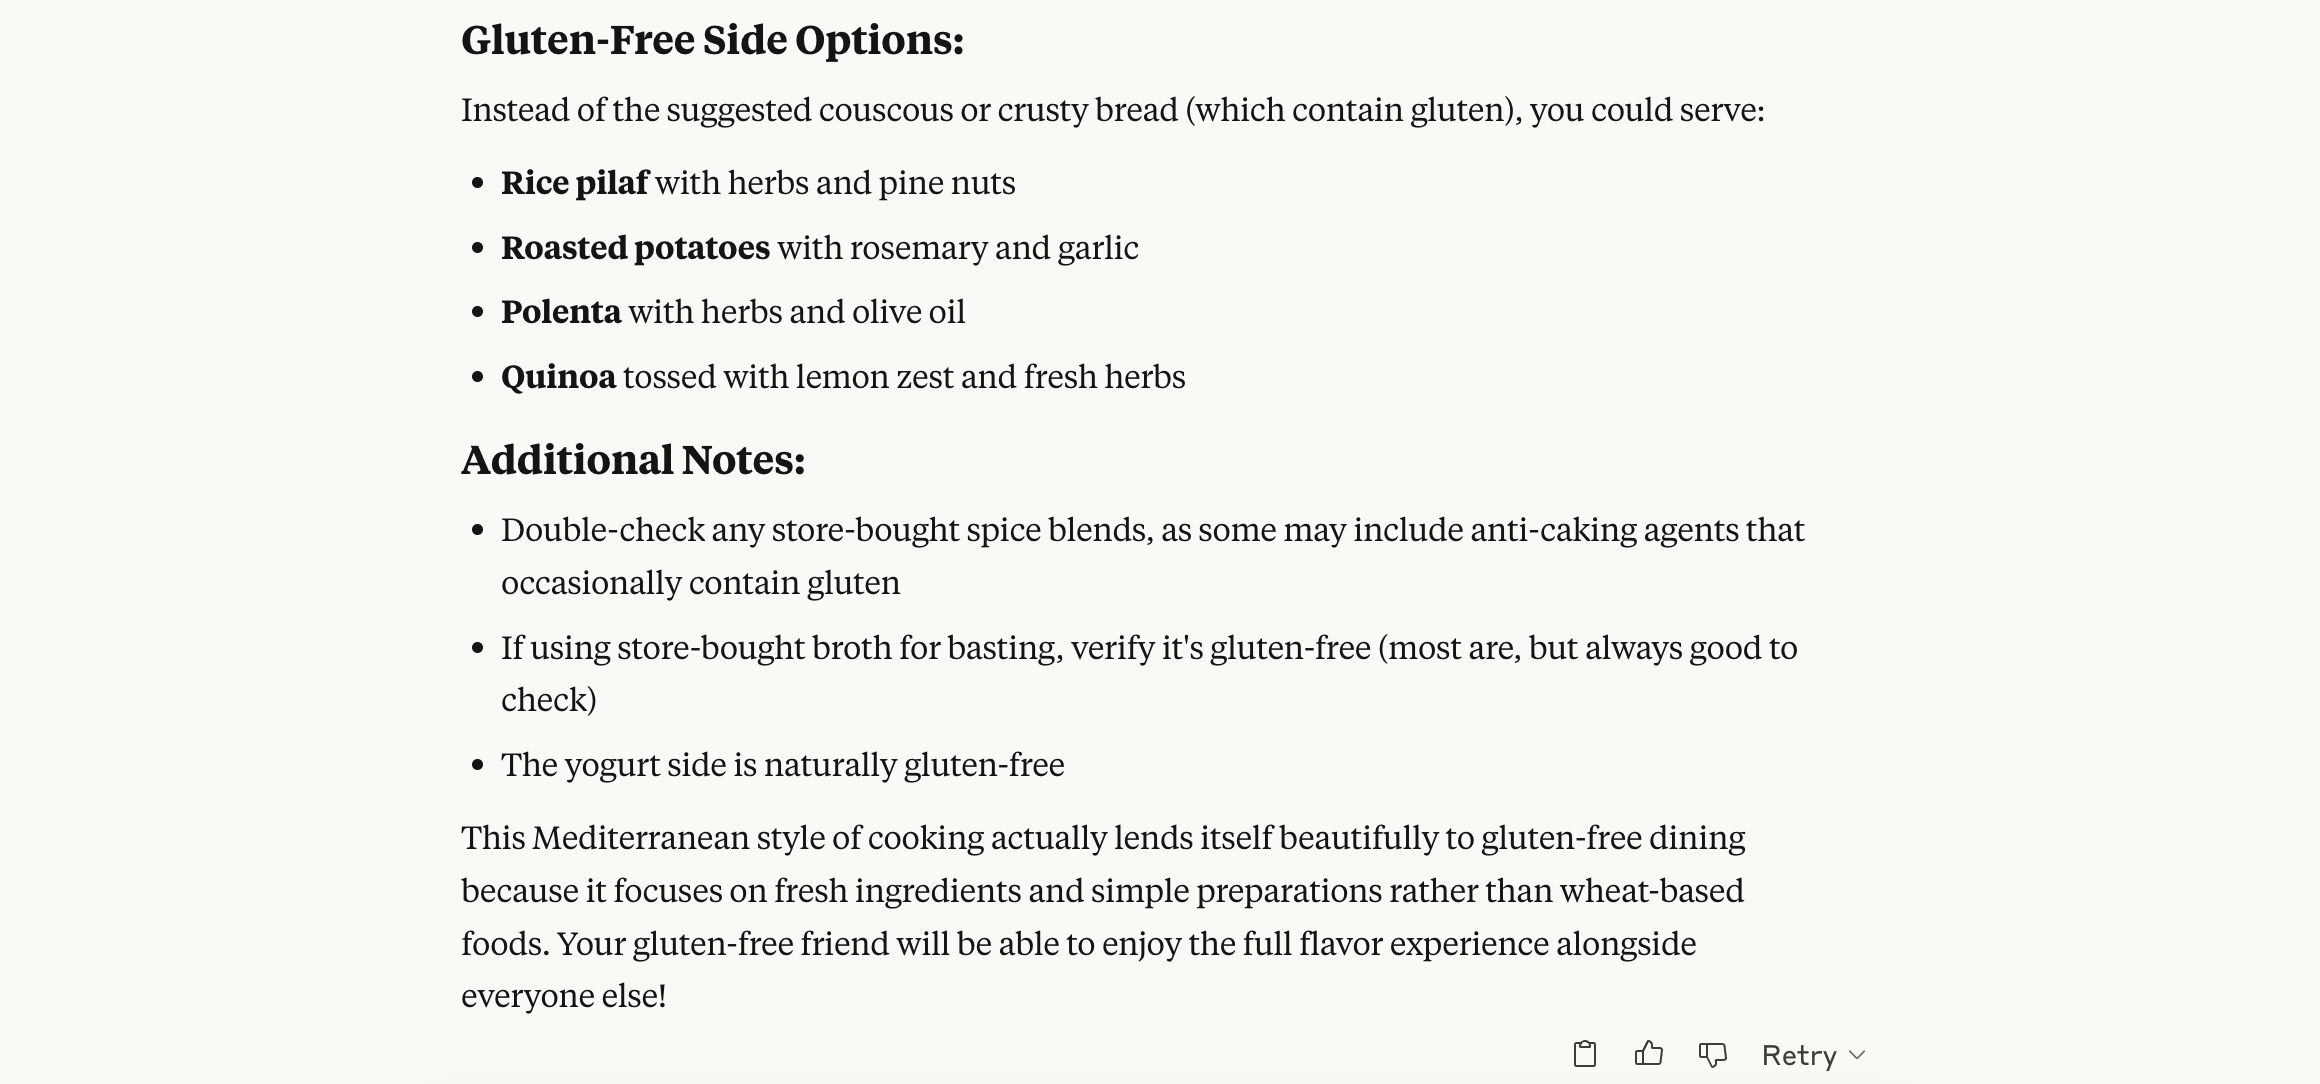 Gluten-Free Side Options:
Instead of the suggested couscous or crusty bread (which contain gluten), you could serve:
• Rice pilaf with herbs and pine nuts
• Roasted potatoes with rosemary and garlic
• Polenta with herbs and olive oil
• Quinoa tossed with lemon zest and fresh herbs
Additional Notes:
• Double-check any store-bought spice blends, as some may include anti-caking agents that
occasionally contain gluten
• If using store-bought broth for basting, verify it's gluten-free (most are, but always good to
check)
• The yogurt side is naturally gluten-free
This Mediterranean style of cooking actually lends itself beautifully to gluten-free dining
because it focuses on fresh ingredients and simple preparations rather than wheat-based
foods. Your gluten-free friend will be able to enjoy the full flavor experience alongside
everyone else!
Retry